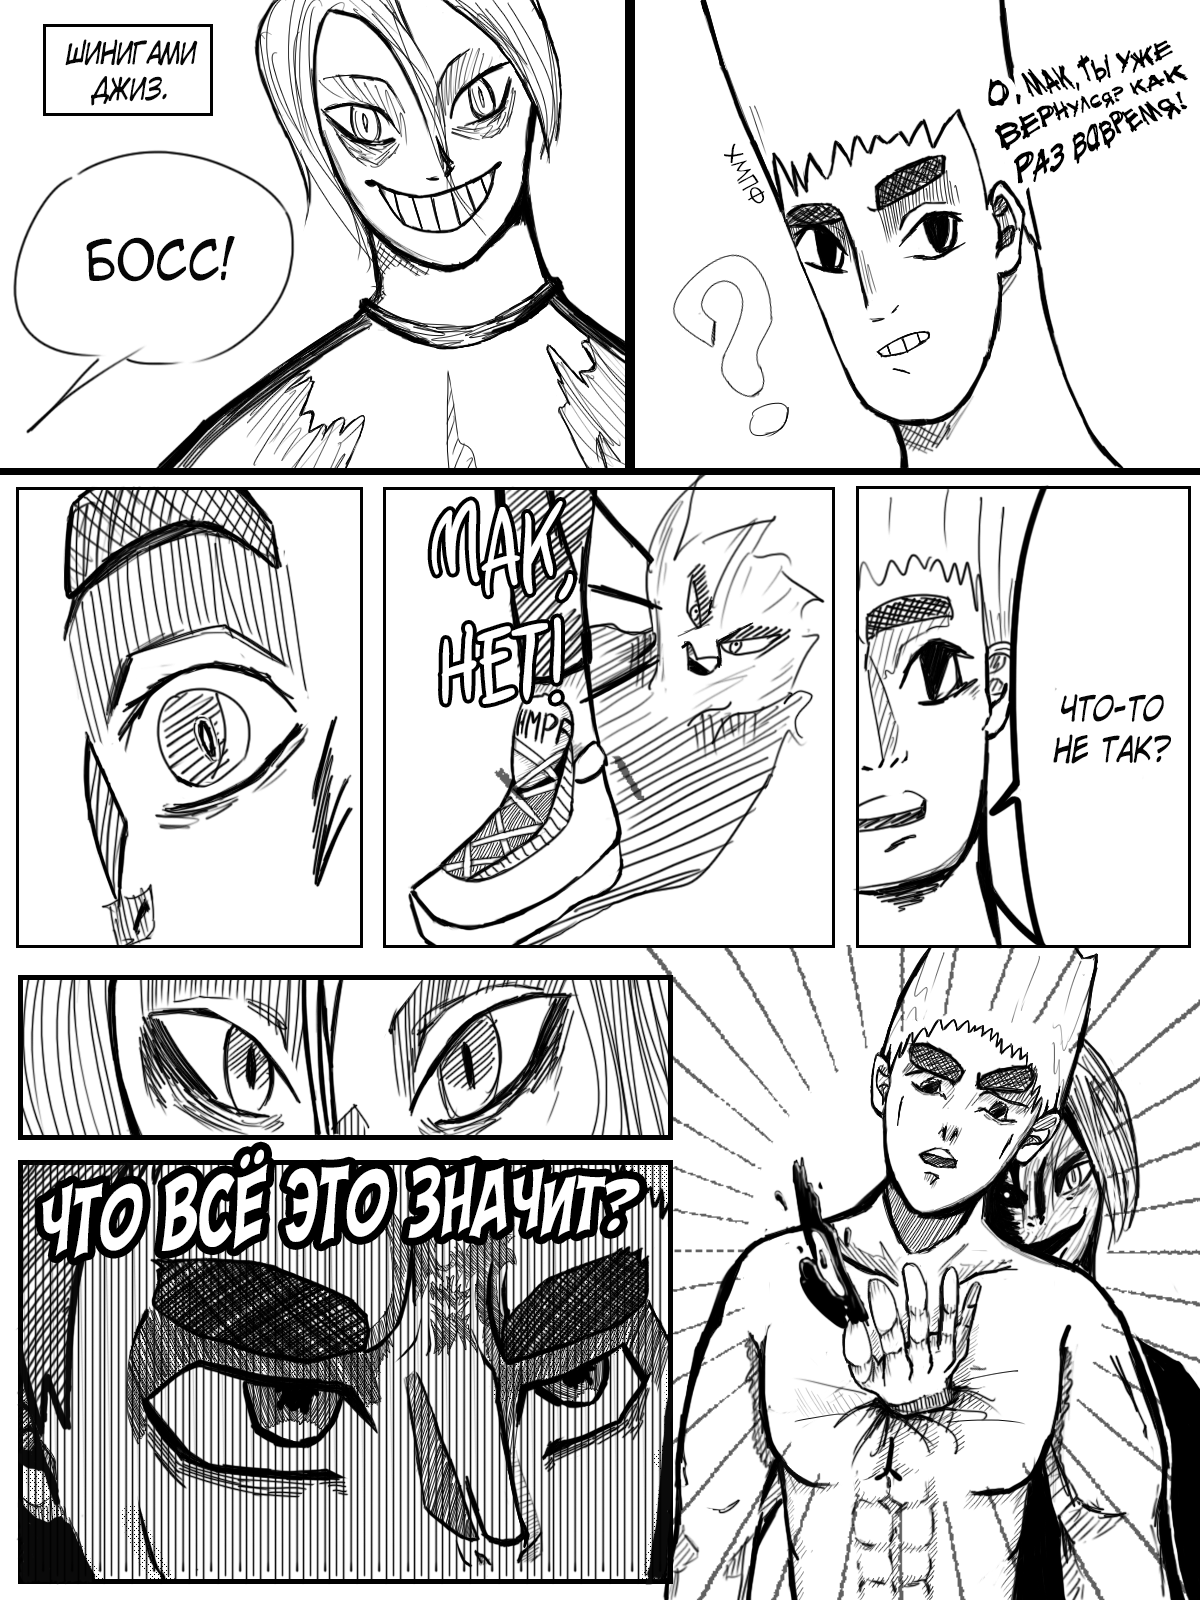 ШИНИГАМИ
ДЖИЗ.
БОСС!
О, МАК, ТЫ УЖЕ
ВЕРНУЛСЯ? КАК
РАЗ ВОВРЕМЯ!
ХМПФ
?
МАК,
НЕТ!
ЧТО-ТО
НЕ ТАК?
ЧТО ВСЁ ЭТО ЗНАЧИТ?